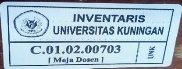 INVENTARIS
UNIVERSITAS KUNINGAN
C.01.02.00703
[ Meja Dosen ]
UNK